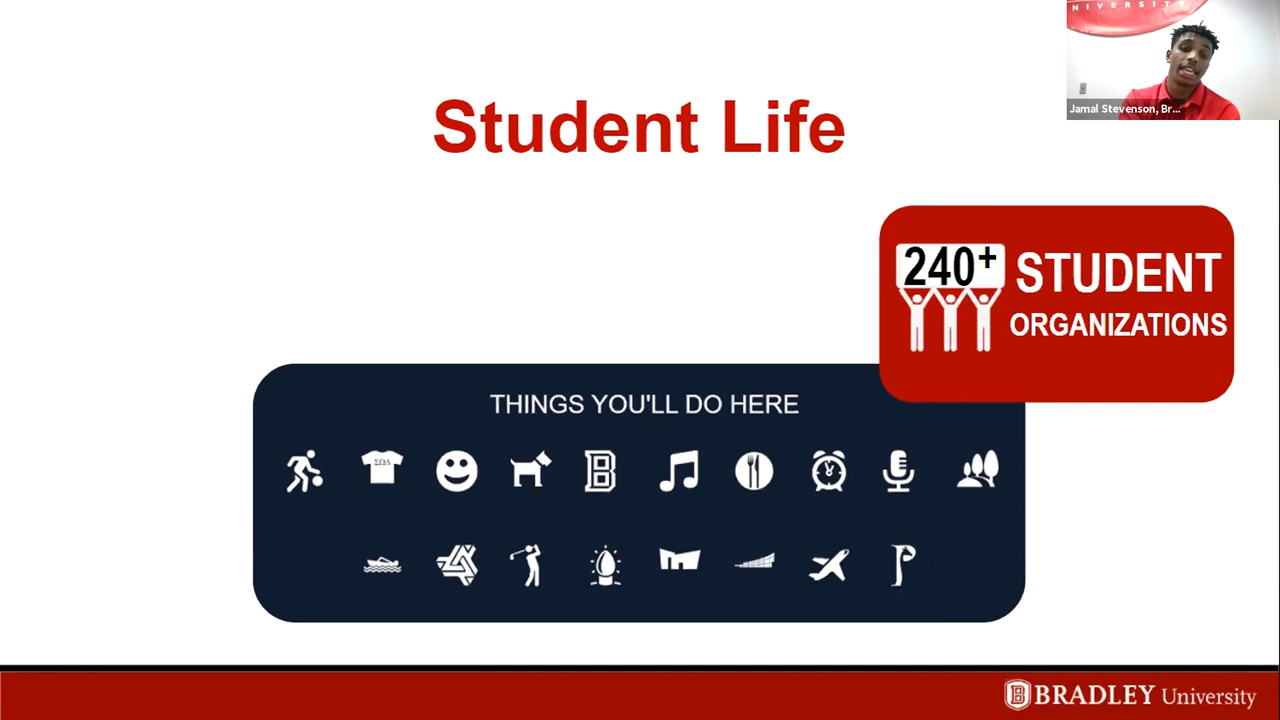 NIVERSITY
Jamal Stevenson, Br...
Student Life
240+
STUDENT
ORGANIZATIONS
THINGS YOU'LL DO HERE
ΣΩΔ
B
B BRADLEY University